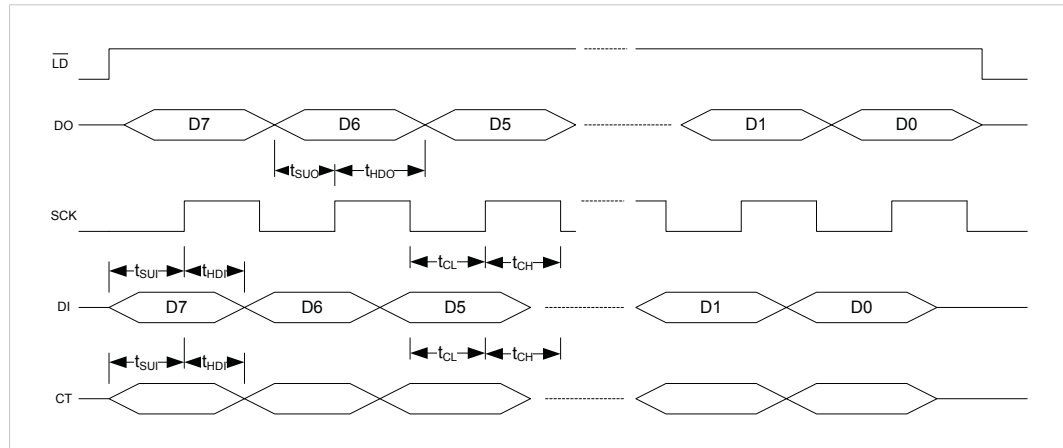 LD
DO D7 D6 D5 D1 D0
tSUO tHDO
SCK
tSUI tHDI tCL tCH
DI D7 D6 D5 D1 D0
tSUI tHDI tCL tCH
CT